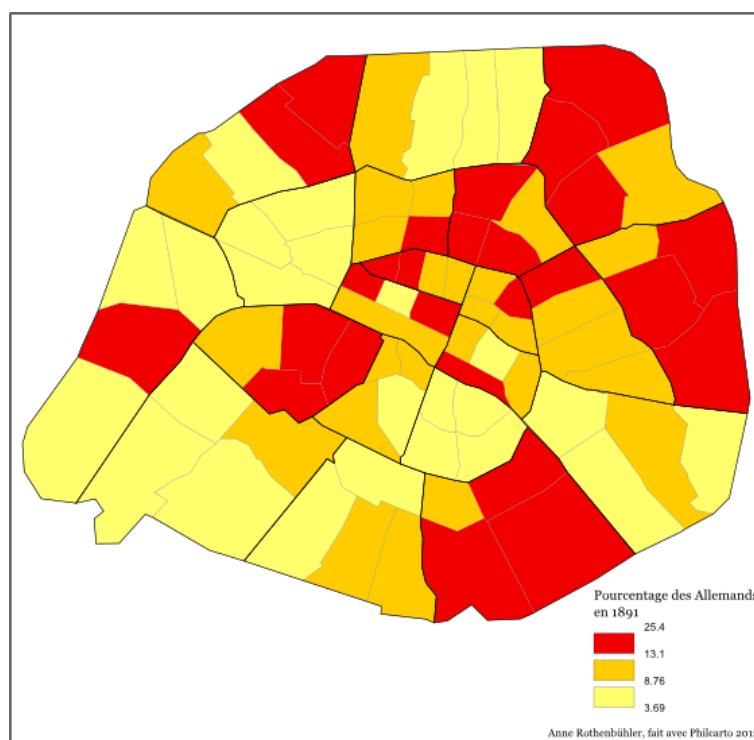 Pourcentage des Allemands
en 1891
25.4
13.1
8.76
3.69
Anne Rothenbühler, fait avec Philcarto